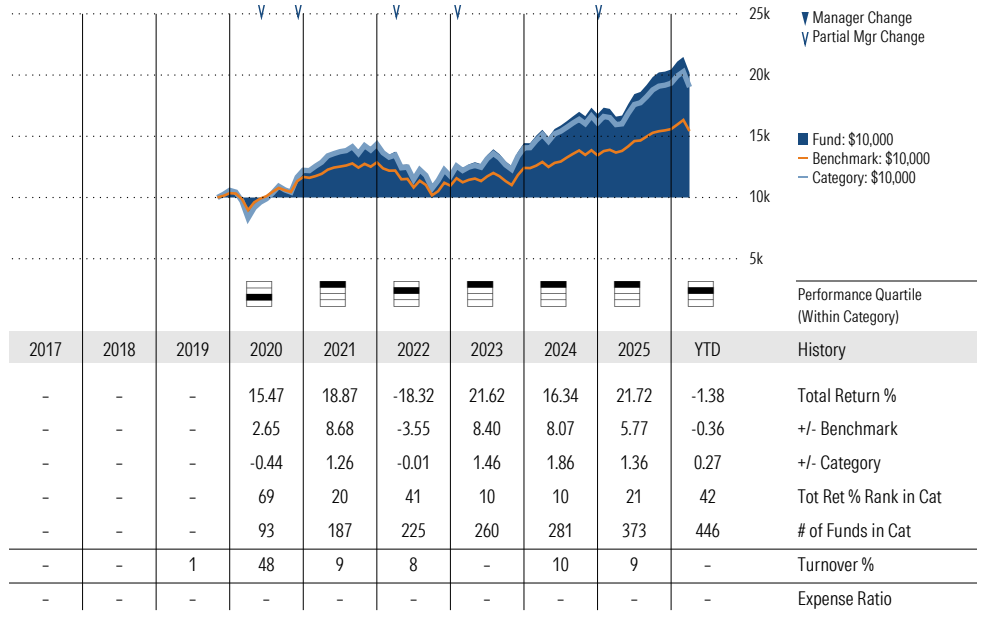 25k
20k
15k
10k
5k
Manager Change
Partial Mgr Change
Fund: $10,000
Benchmark: $10,000
Category: $10,000
Performance Quartile
(Within Category)
2017 2018 2019 2020 2021 2022 2023 2024 2025 YTD History
– – – 15.47 18.87 -18.32 21.62 16.34 21.72 -1.38 Total Return %
– – – 2.65 8.68 -3.55 8.40 8.07 5.77 -0.36 +/- Benchmark
– – – -0.44 1.26 -0.01 1.46 1.86 1.36 0.27 +/- Category
– – – 69 20 41 10 10 21 42 Tot Ret % Rank in Cat
– – – 93 187 225 260 281 373 446 # of Funds in Cat
– – 1 48 9 8 – 10 9 – Turnover %
– – – – – – – – – – Expense Ratio